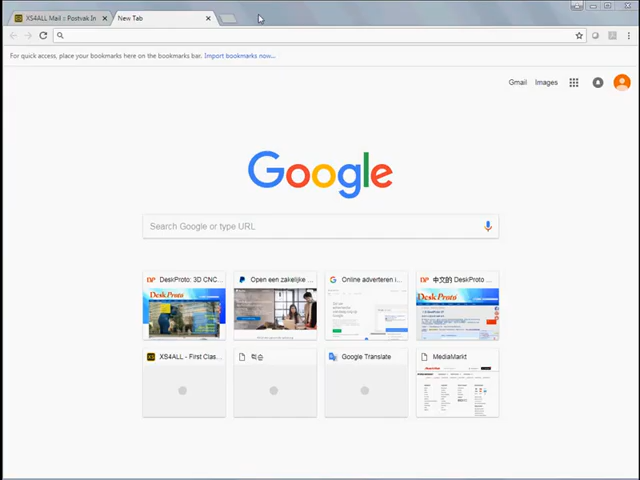 XS4ALL Mail :: Postvak In
New Tab
For quick access, place your bookmarks here on the bookmarks bar. Import bookmarks now...
Gmail Images
Google
Search Google or type URL
DeskProto: 3D CNC...
Open een zakelijke ...
Online adverteren i...
中文的 DeskProto ...
DeskProto
DeskProto
XS4ALL - First Clas...
Google Translate
MediaMarkt